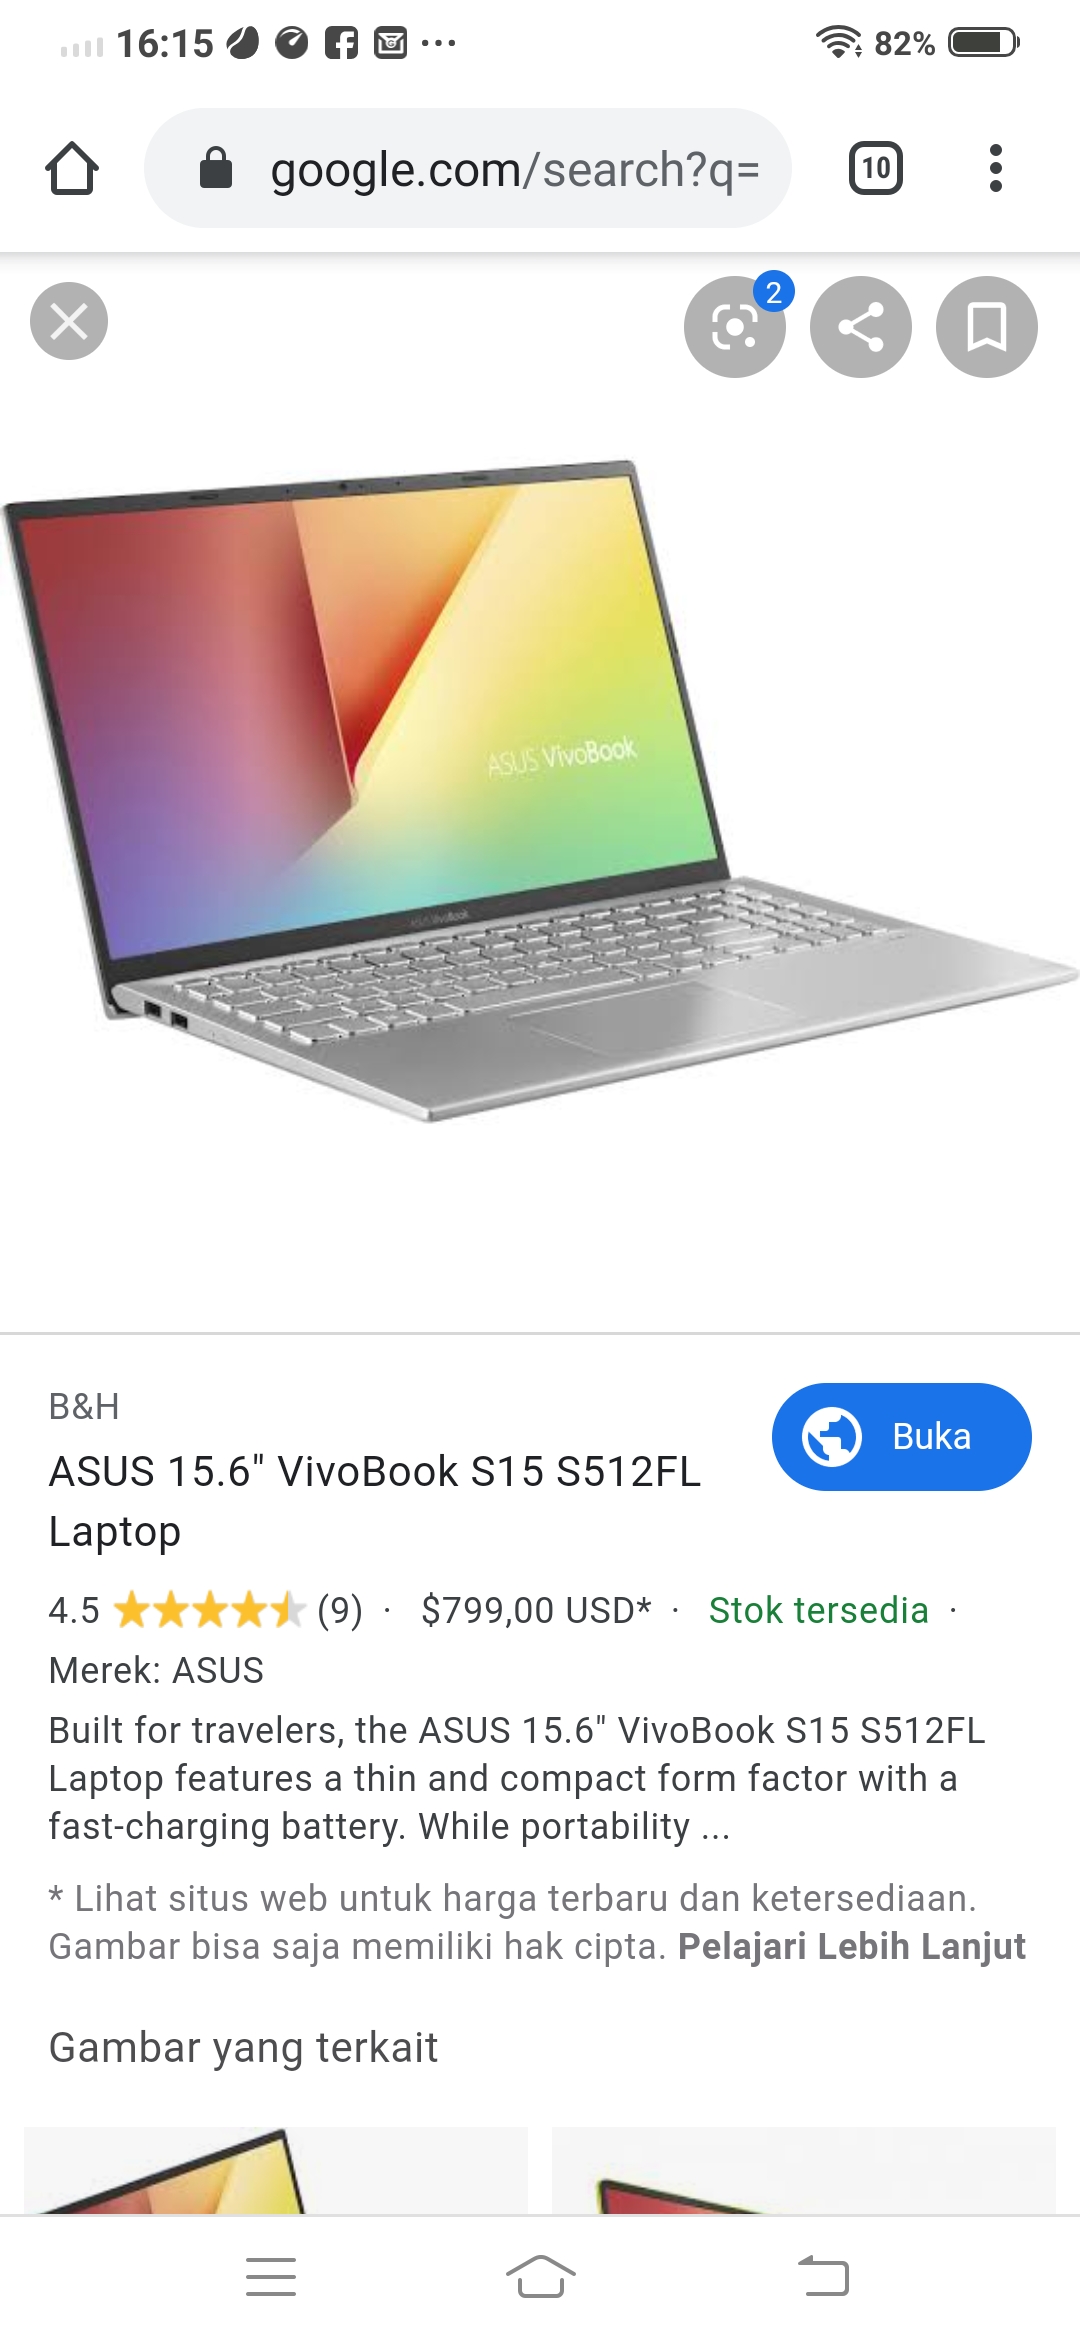 16:15
82%
google.com/search?q=
10
2
ASUS VivoBook
ASUS VivoBook
B&H
Buka
ASUS 15.6" VivoBook S15 S512FL
Laptop
4.5 (9) · $799,00 USD* · Stok tersedia ·
Merek: ASUS
Built for travelers, the ASUS 15.6" VivoBook S15 S512FL
Laptop features a thin and compact form factor with a
fast-charging battery. While portability ...
* Lihat situs web untuk harga terbaru dan ketersediaan.
Gambar bisa saja memiliki hak cipta. Pelajari Lebih Lanjut
Gambar yang terkait